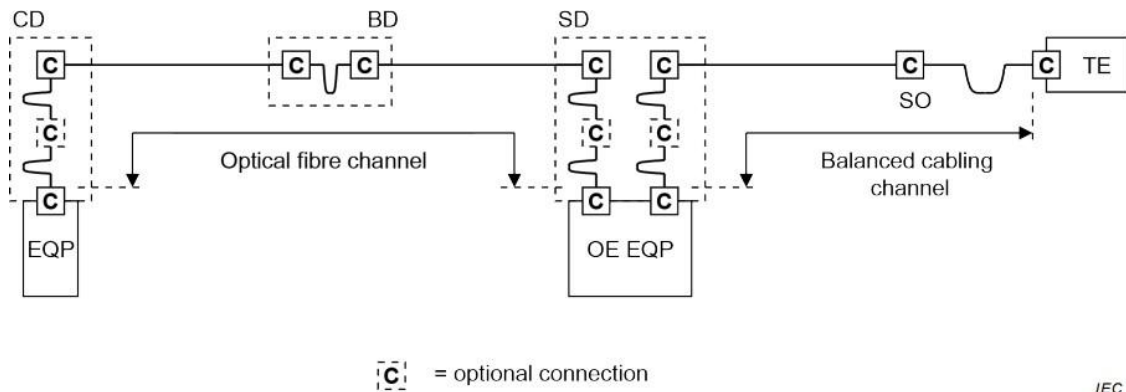 CD BD SD
C C C C C C C TE
SO
C C C
Optical fibre channel Balanced cabling
channel
C C C
EQP OE EQP
C = optional connection
IEC